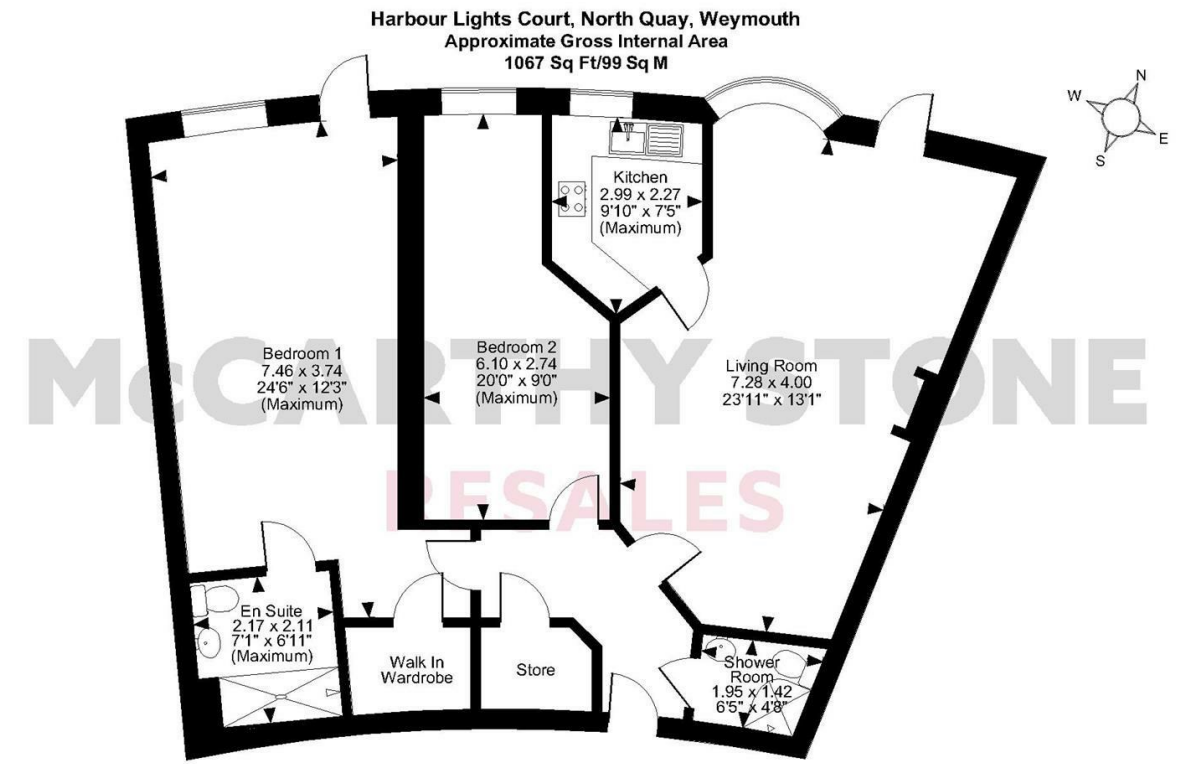 Harbour Lights Court, North Quay, Weymouth
Approximate Gross Internal Area
1067 Sq Ft/99 Sq M
N
W
E
S
Kitchen
2.99 x 2.27
9'10" x 7'5"
(Maximum)
Bedroom 1
7.46 x 3.74
24'6" x 12'3"
(Maximum)
Bedroom 2
6.10 x 2.74
20'0" x 9'0"
(Maximum)
Living Room
7.28 x 4.00
23'11" x 13'1"
McCARTHY STONE
RESALES
En Suite
2.17 x 2.11
7'1" x 6'11"
(Maximum)
Walk In
Wardrobe
Store
Shower
Room
1.95 x 1.42
6'5" x 4'8"